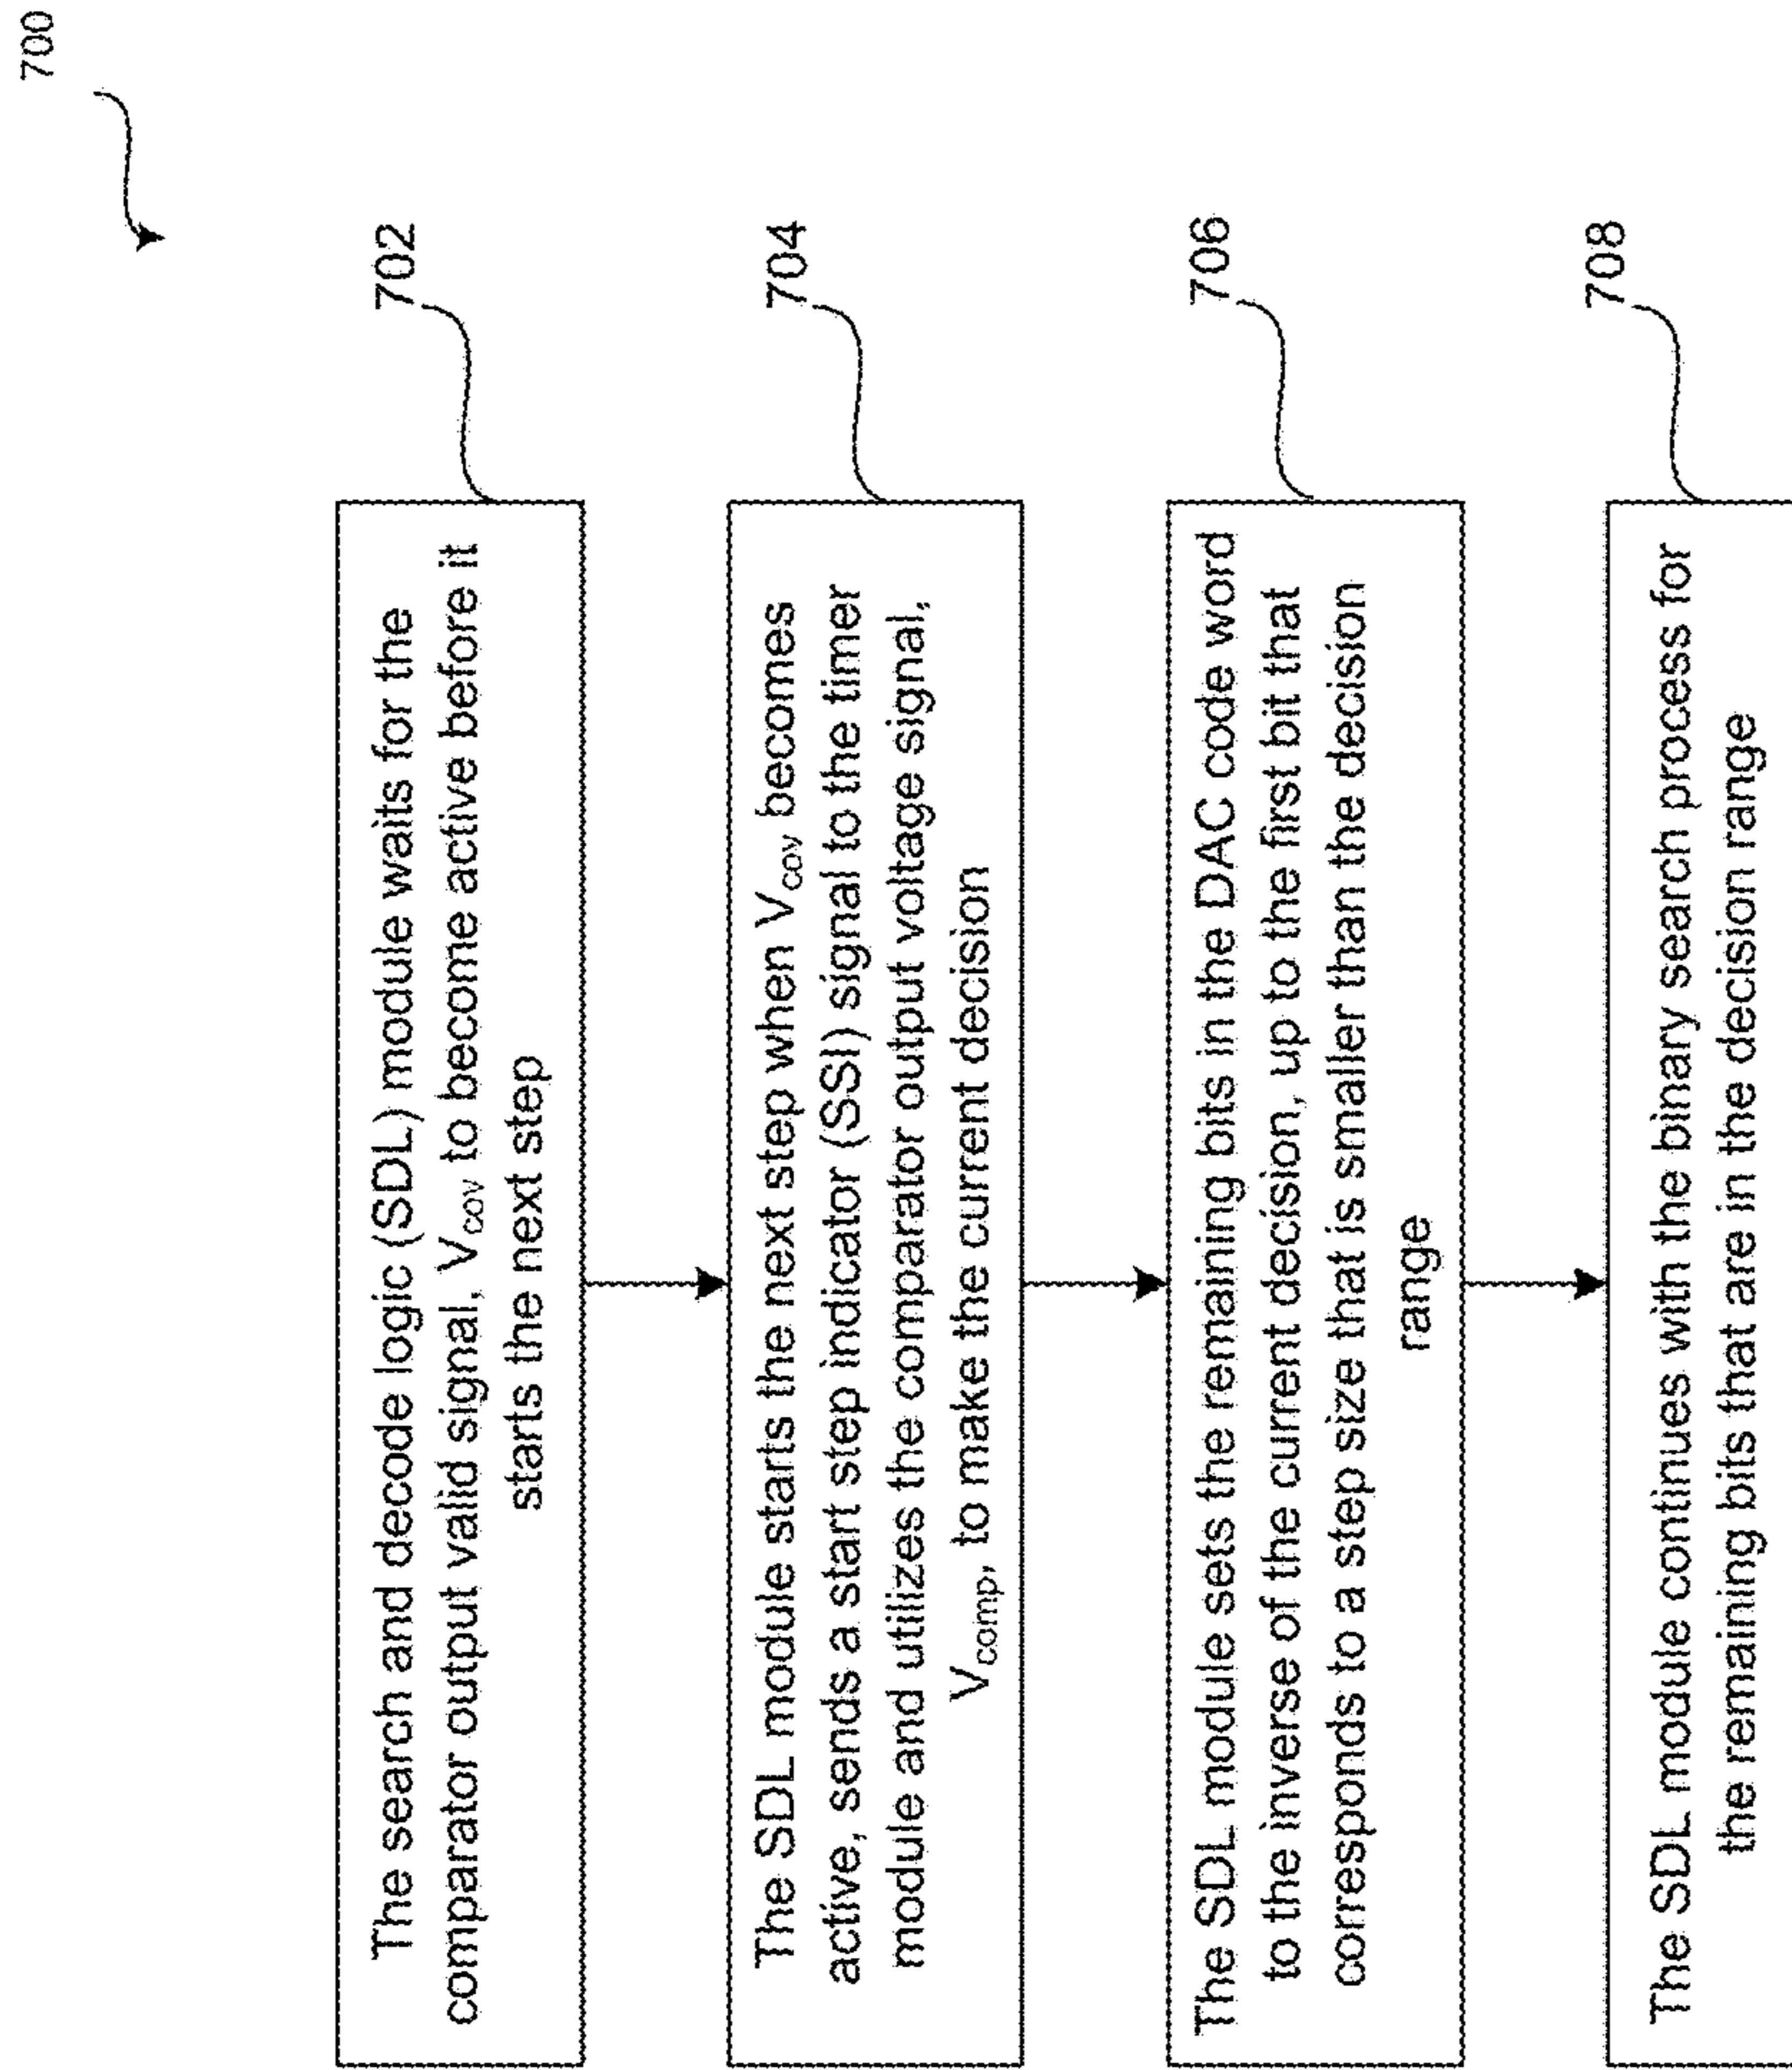 700
702
The search and decode logic (SDL) module waits for the
comparator output valid signal, Vcov to become active before it
starts the next step
704
The SDL module starts the next step when Vcov becomes
active, sends a start step indicator (SSI) signal to the timer
module and utilizes the comparator output voltage signal,
Vcomp, to make the current decision
706
The SDL module sets the remaining bits in the DAC code word
to the inverse of the current decision, up to the first bit that
corresponds to a step size that is smaller than the decision
range
708
The SDL module continues with the binary search process for
the remaining bits that are in the decision range